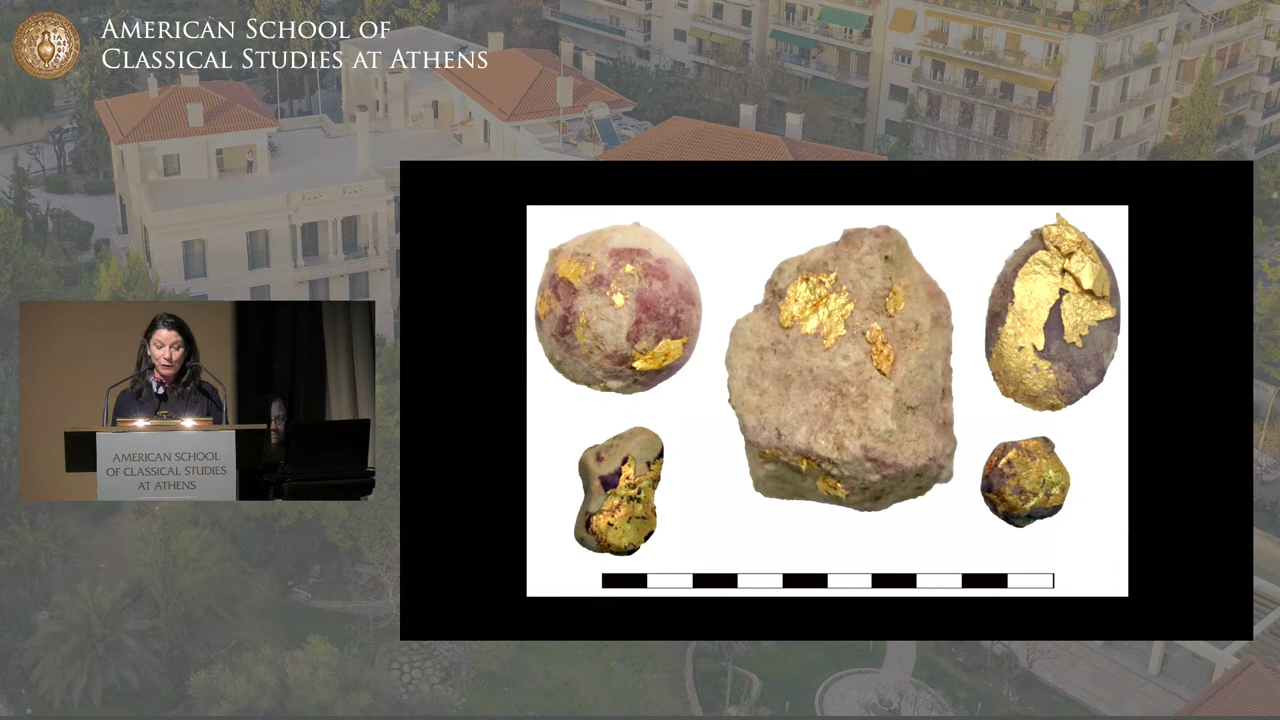 AMERICAN SCHOOL OF
CLASSICAL STUDIES AT ATHENS
AMERICAN SCHOOL
OF CLASSICAL STUDIES
AT ATHENS